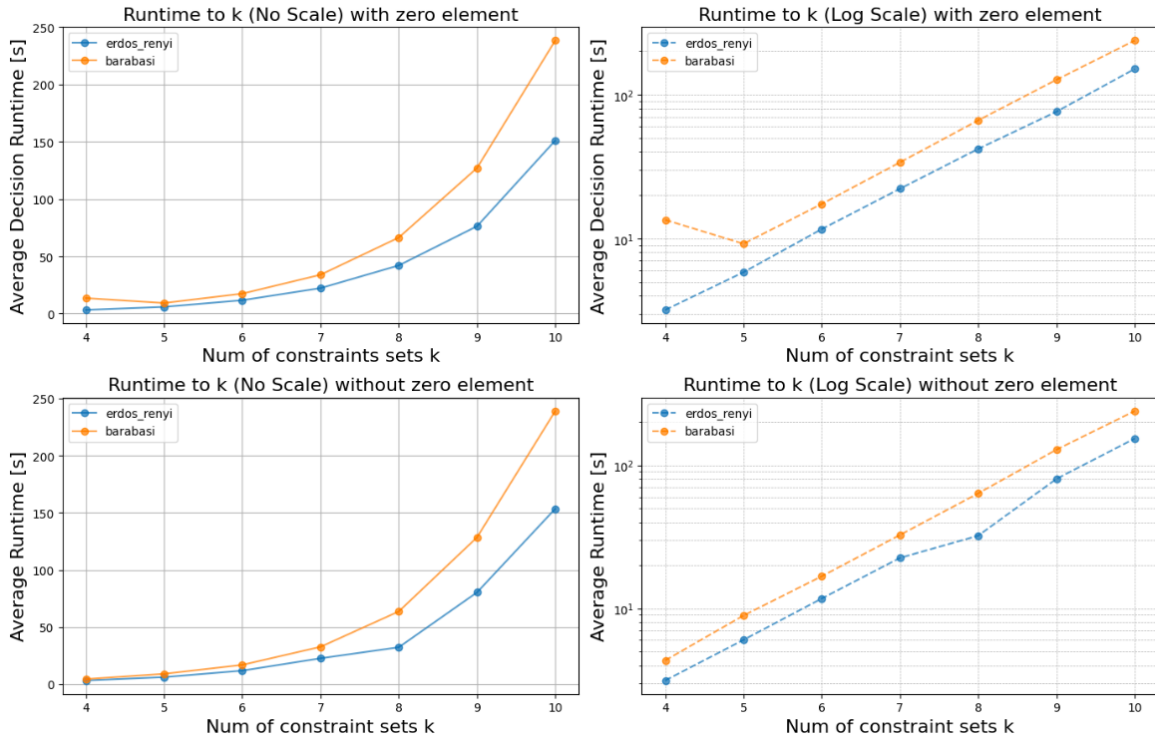 Runtime to k (No Scale) with zero element
250
200
150
100
50
0
Average Decision Runtime [s]
erdos_renyi
barabasi
4 5 6 7 8 9 10
Num of constraints sets k
Runtime to k (Log Scale) with zero element
10²
10¹
Average Decision Runtime [s]
erdos_renyi
barabasi
4 5 6 7 8 9 10
Num of constraint sets k
Runtime to k (No Scale) without zero element
250
200
150
100
50
0
Average Runtime [s]
erdos_renyi
barabasi
4 5 6 7 8 9 10
Num of constraint sets k
Runtime to k (Log Scale) without zero element
10²
10¹
Average Runtime [s]
erdos_renyi
barabasi
4 5 6 7 8 9 10
Num of constraint sets k